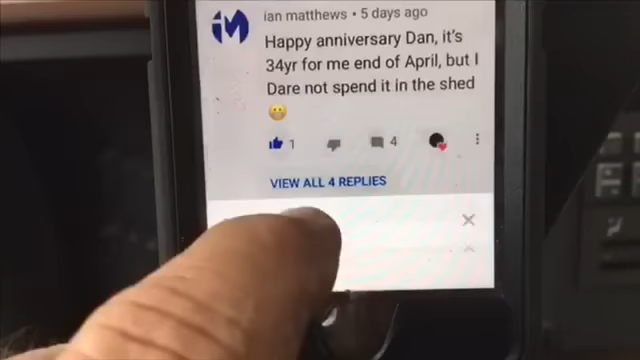 iM
ian matthews • 5 days ago
Happy anniversary Dan, it's
34yr for me end of April, but I
Dare not spend it in the shed
1
4
VIEW ALL 4 REPLIES